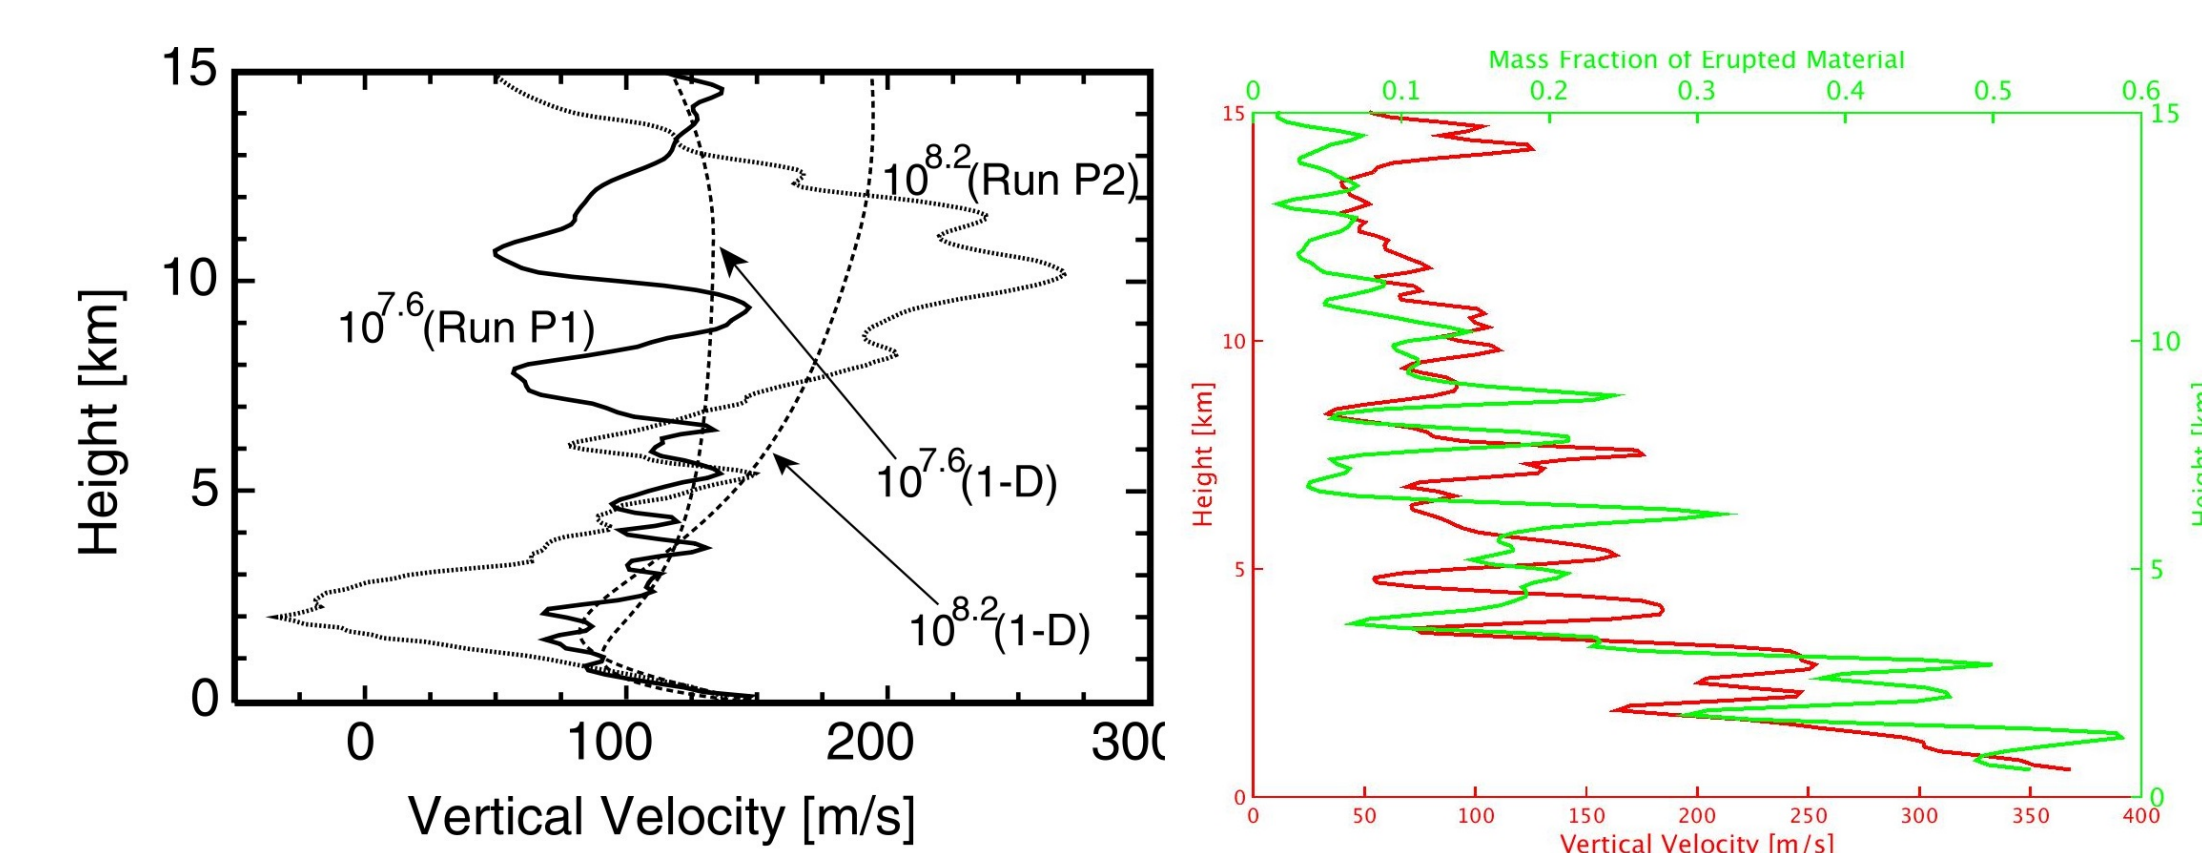 15
10
5
0
Height [km]
10^8.2(Run P2)
10^7.6(Run P1)
10^7.6(1-D)
10^8.2(1-D)
0 100 200 300
Vertical Velocity [m/s]
Mass Fraction of Erupted Material
0 0.1 0.2 0.3 0.4 0.5 0.6
15 15
10 10
5 5
0 0
Height [km]
Height [km]
0 50 100 150 200 250 300 350 400
Vertical Velocity [m/s]